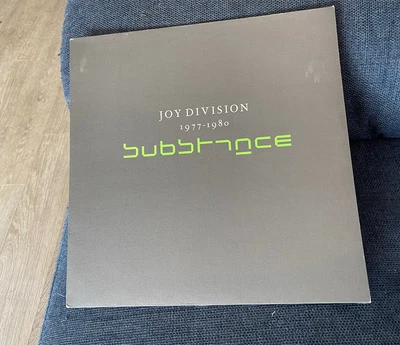 JOY DIVISION
1977-1980
substance